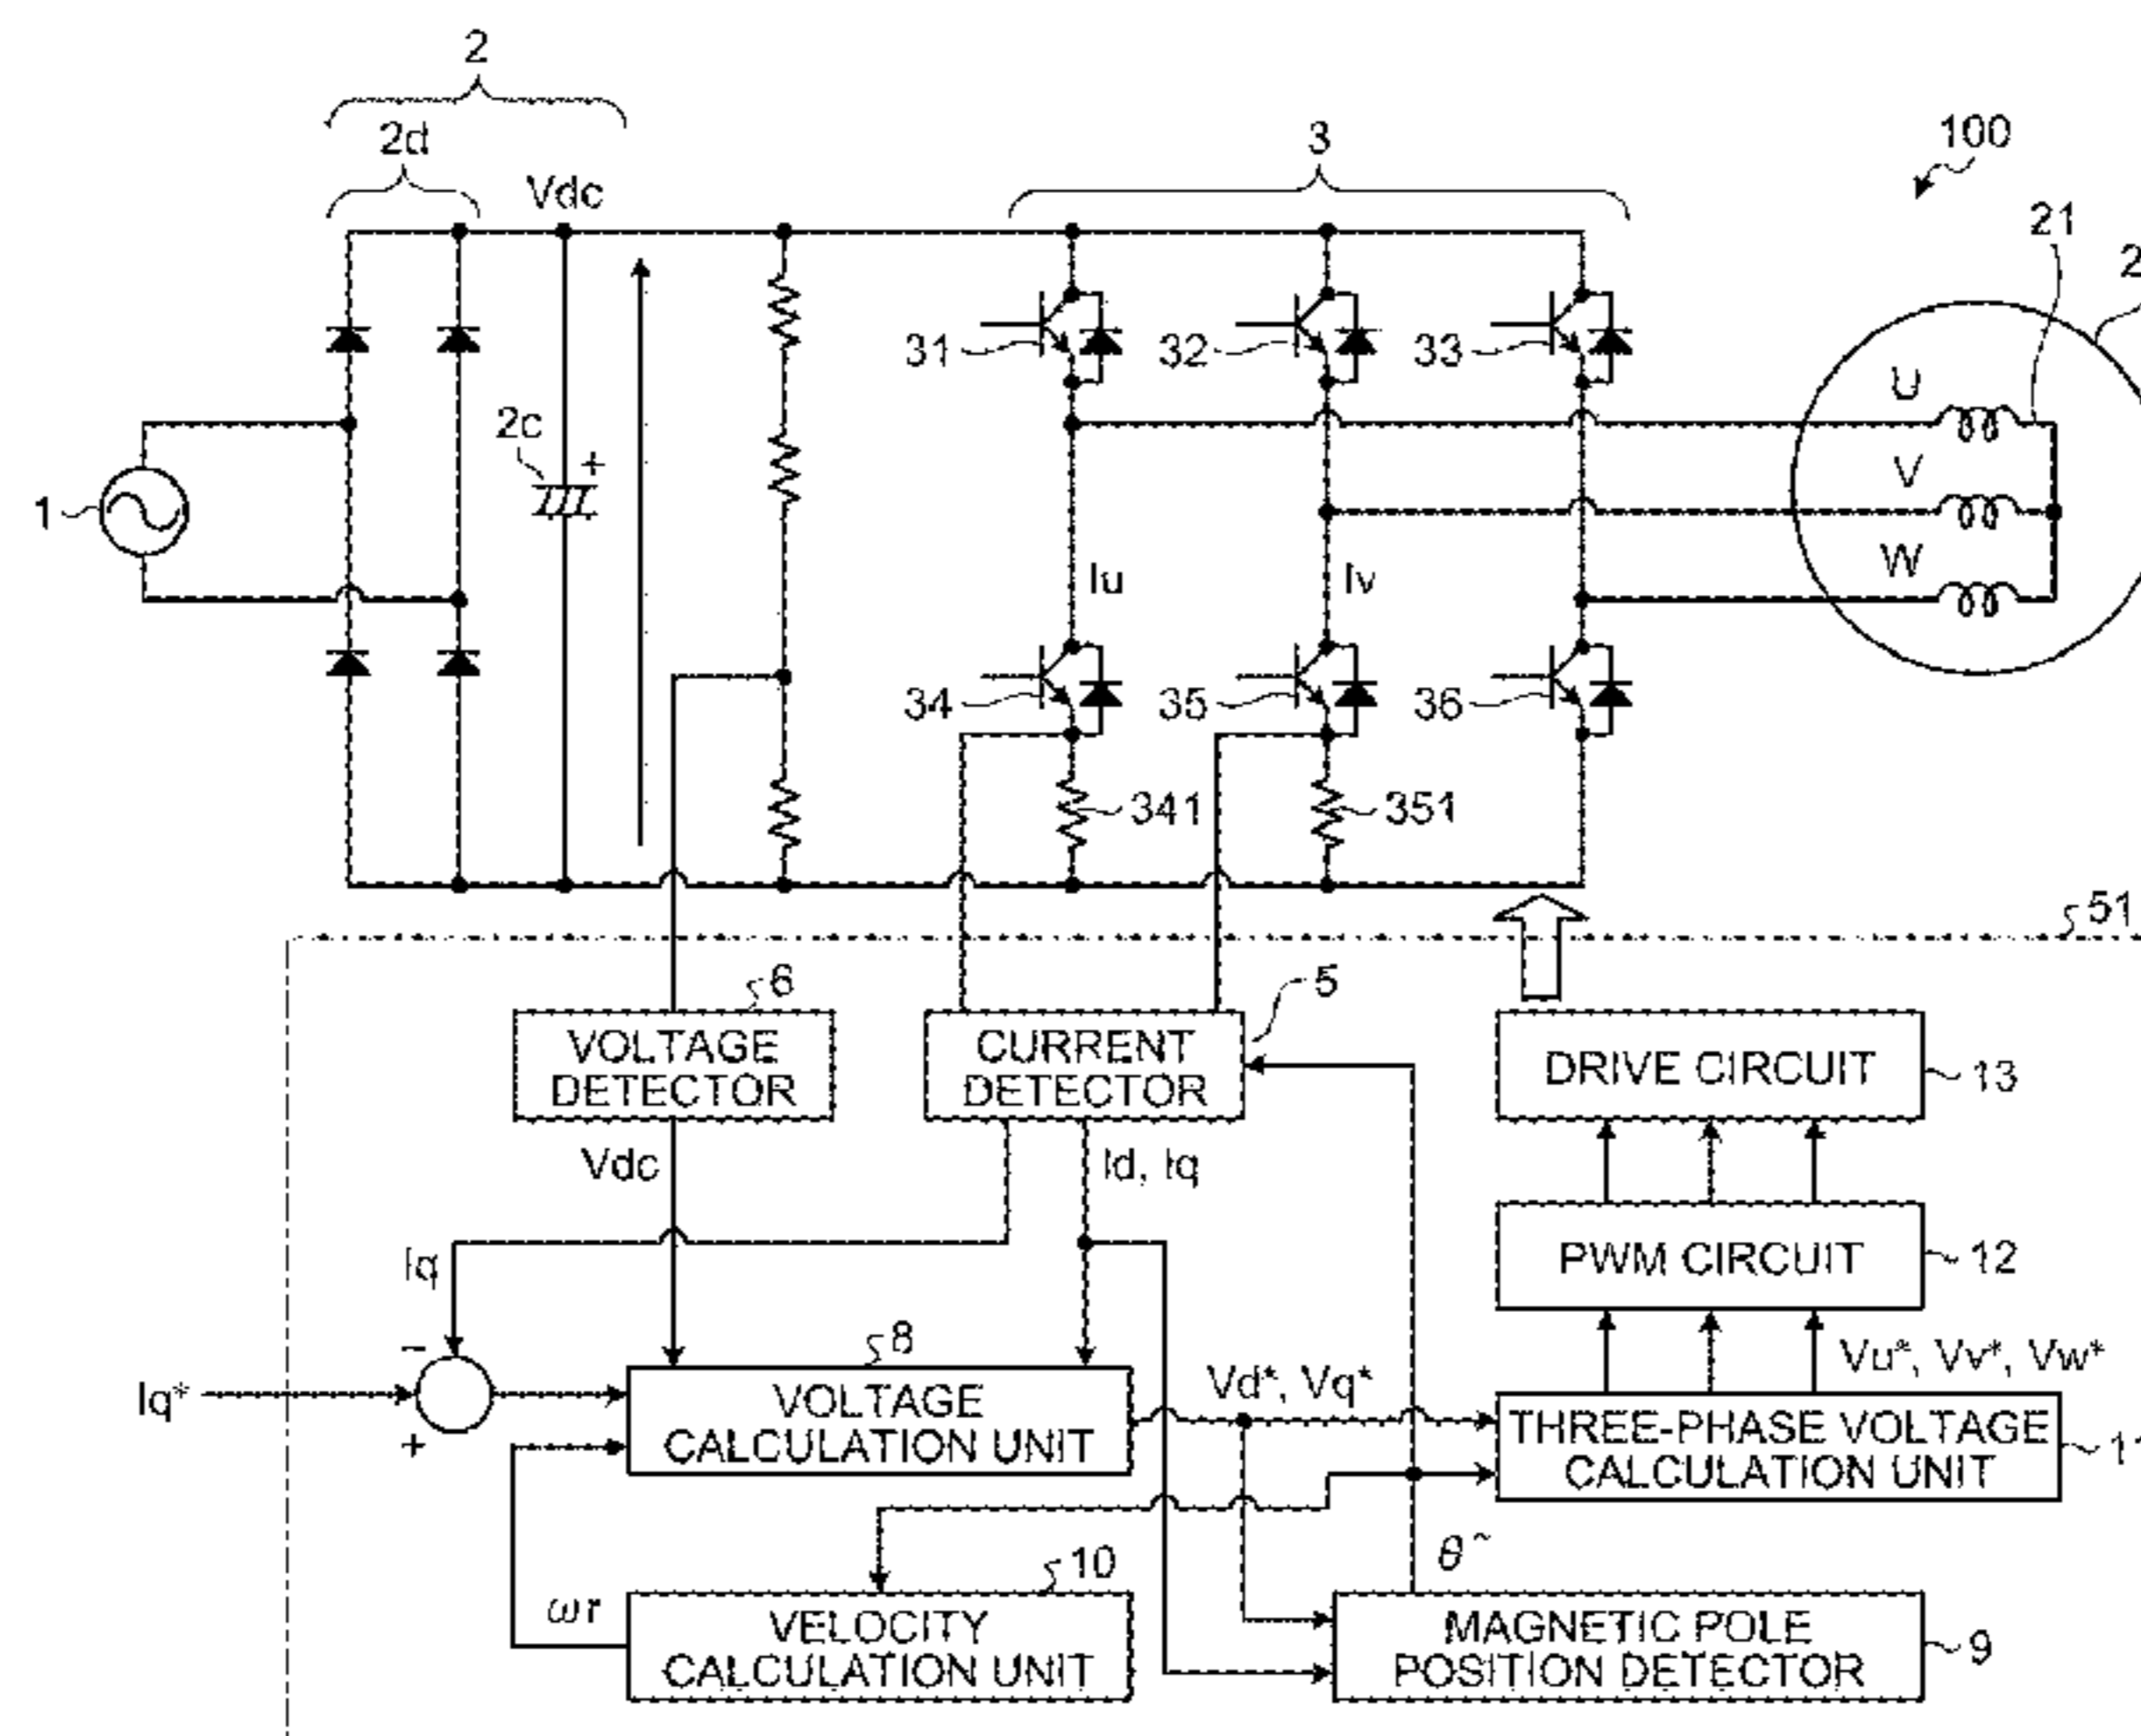 2
2d
Vdc
3
100
21
2c
+
1
31
32
33
U
V
W
Iu
Iv
34
35
36
341
351
51
6
VOLTAGE
DETECTOR
5
CURRENT
DETECTOR
DRIVE CIRCUIT
13
Vdc
Id, Iq
Iq
PWM CIRCUIT
12
8
Vu*, Vv*, Vw*
−
Iq*
+
VOLTAGE
CALCULATION UNIT
Vd*, Vq*
THREE-PHASE VOLTAGE
CALCULATION UNIT
10
θ~
ωr
VELOCITY
CALCULATION UNIT
MAGNETIC POLE
POSITION DETECTOR
9